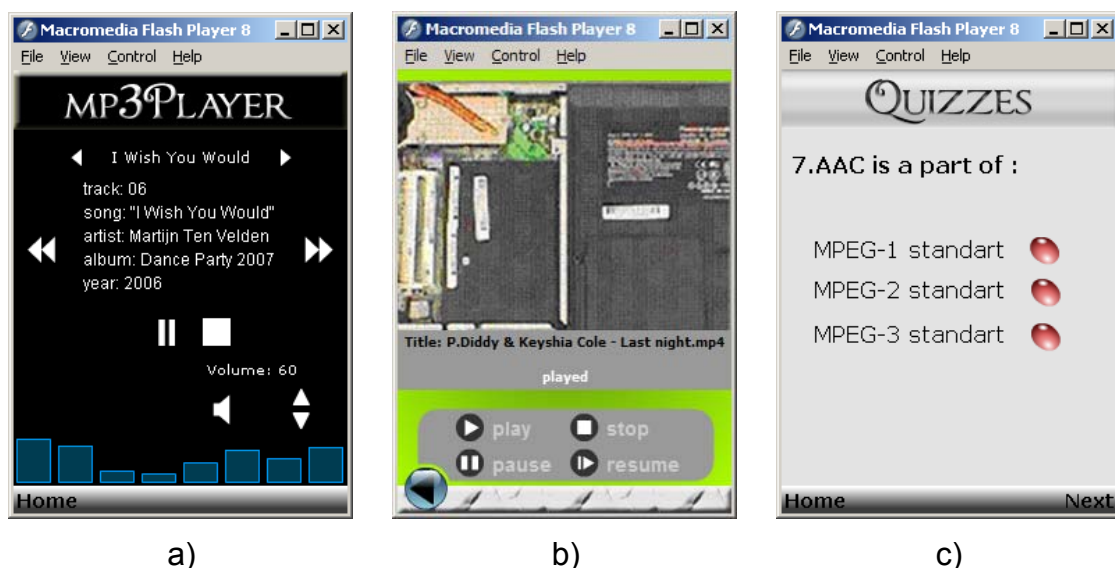 Macromedia Flash Player 8
File View Control Help
MP3PLAYER
I Wish You Would
track: 06
song: "I Wish You Would"
artist: Martijn Ten Velden
album: Dance Party 2007
year: 2006
Volume: 60
Home
a)
Macromedia Flash Player 8
File View Control Help
Title: P.Diddy & Keyshia Cole - Last night.mp4
played
play stop
pause resume
b)
Macromedia Flash Player 8
File View Control Help
QUIZZES
7.AAC is a part of :
MPEG-1 standart
MPEG-2 standart
MPEG-3 standart
Home Next
c)